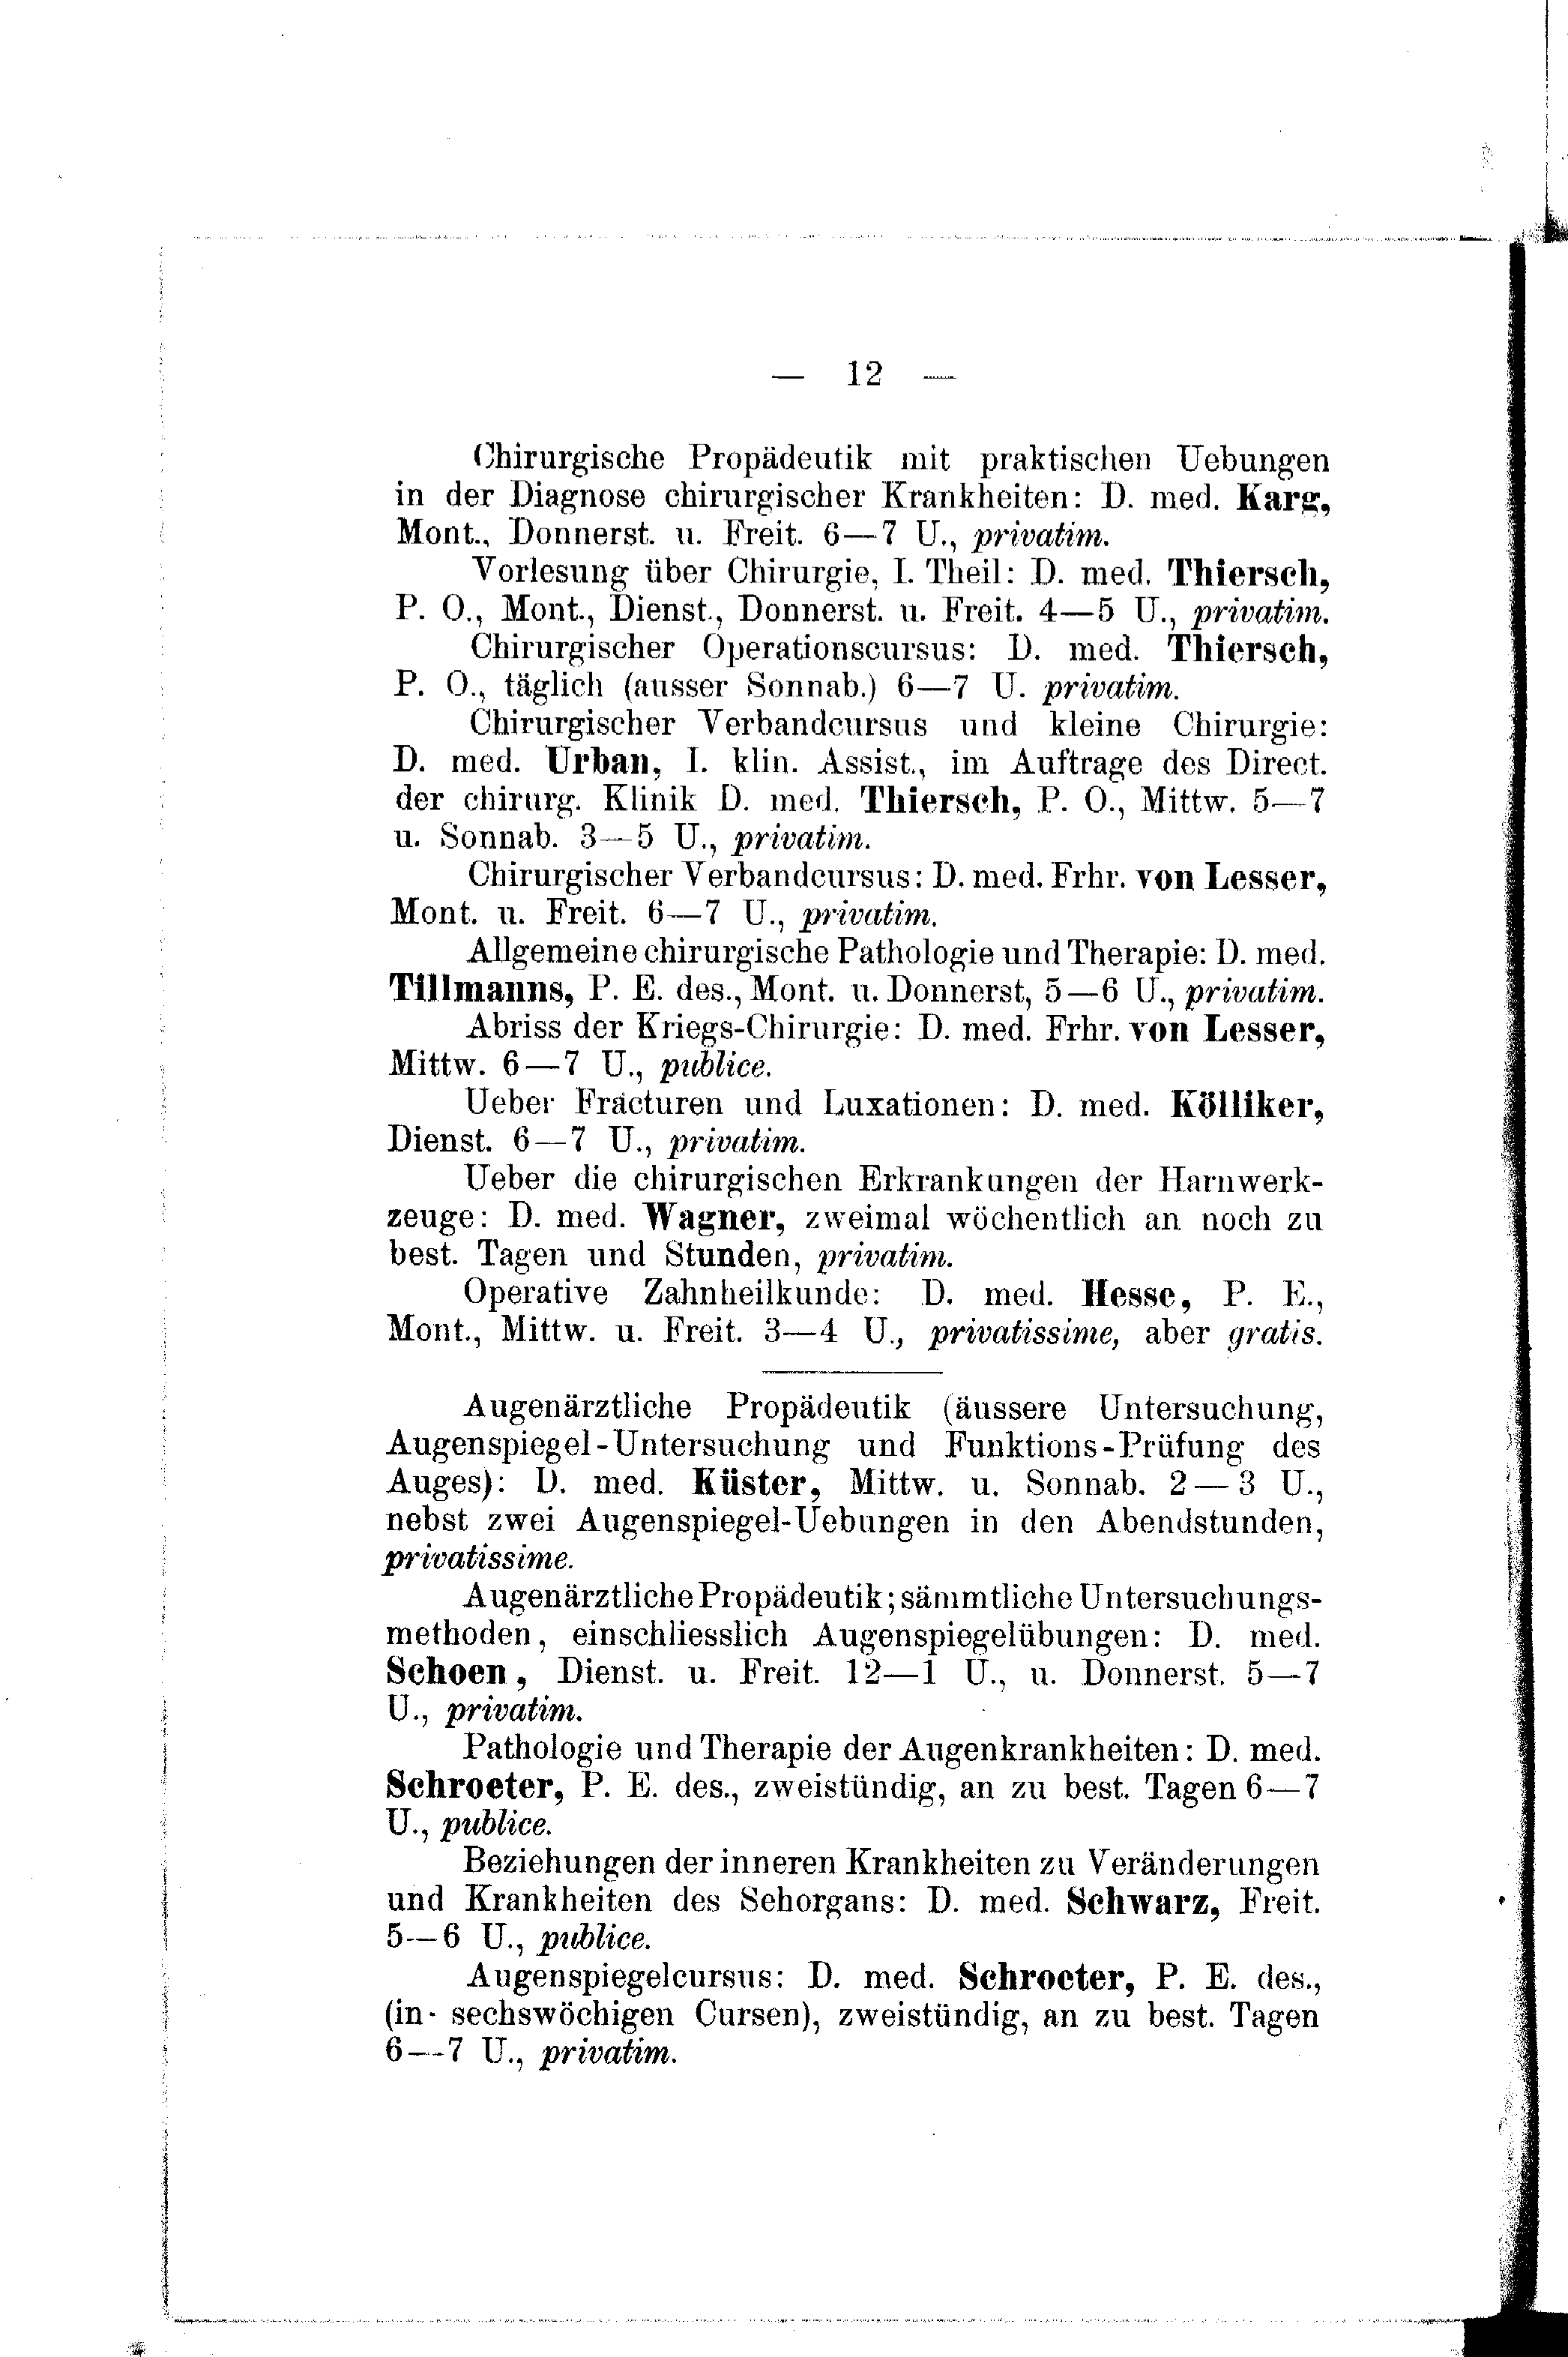 — 12 —
Chirurgische Propädeutik mit praktischen Uebungen
in der Diagnose chirurgischer Krankheiten: D. med. Karg,
Mont., Donnerst. u. Freit. 6—7 U., privatim.
Vorlesung über Chirurgie, I. Theil: D. med. Thiersch,
P. O., Mont., Dienst., Donnerst. u. Freit. 4—5 U., privatim.
Chirurgischer Operationscursus: D. med. Thiersch,
P. O., täglich (ausser Sonnab.) 6—7 U. privatim.
Chirurgischer Verbandcursus und kleine Chirurgie:
D. med. Urban, I. klin. Assist., im Auftrage des Direct.
der chirurg. Klinik D. med. Thiersch, P. O., Mittw. 5—7
u. Sonnab. 3—5 U., privatim.
Chirurgischer Verbandcursus: D. med. Frhr. von Lesser,
Mont. u. Freit. 6—7 U., privatim.
Allgemeine chirurgische Pathologie und Therapie: D. med.
Tillmanns, P. E. des., Mont. u. Donnerst, 5—6 U., privatim.
Abriss der Kriegs-Chirurgie: D. med. Frhr. von Lesser,
Mittw. 6—7 U., publice.
Ueber Fracturen und Luxationen: D. med. Kölliker,
Dienst. 6—7 U., privatim.
Ueber die chirurgischen Erkrankungen der Harnwerk-
zeuge: D. med. Wagner, zweimal wöchentlich an noch zu
best. Tagen und Stunden, privatim.
Operative Zahnheilkunde: D. med. Hesse, P. E.,
Mont., Mittw. u. Freit. 3—4 U., privatissime, aber gratis.
Augenärztliche Propädeutik (äussere Untersuchung,
Augenspiegel-Untersuchung und Funktions-Prüfung des
Auges): D. med. Küster, Mittw. u. Sonnab. 2—3 U.,
nebst zwei Augenspiegel-Uebungen in den Abendstunden,
privatissime.
Augenärztliche Propädeutik; sämmtliche Untersuchungs-
methoden, einschliesslich Augenspiegelübungen: D. med.
Schoen, Dienst. u. Freit. 12—1 U., u. Donnerst. 5—7
U., privatim.
Pathologie und Therapie der Augenkrankheiten: D. med.
Schroeter, P. E. des., zweistündig, an zu best. Tagen 6—7
U., publice.
Beziehungen der inneren Krankheiten zu Veränderungen
und Krankheiten des Sehorgans: D. med. Schwarz, Freit.
5—6 U., publice.
Augenspiegelcursus: D. med. Schroeter, P. E. des.,
(in sechswöchigen Cursen), zweistündig, an zu best. Tagen
6—7 U., privatim.